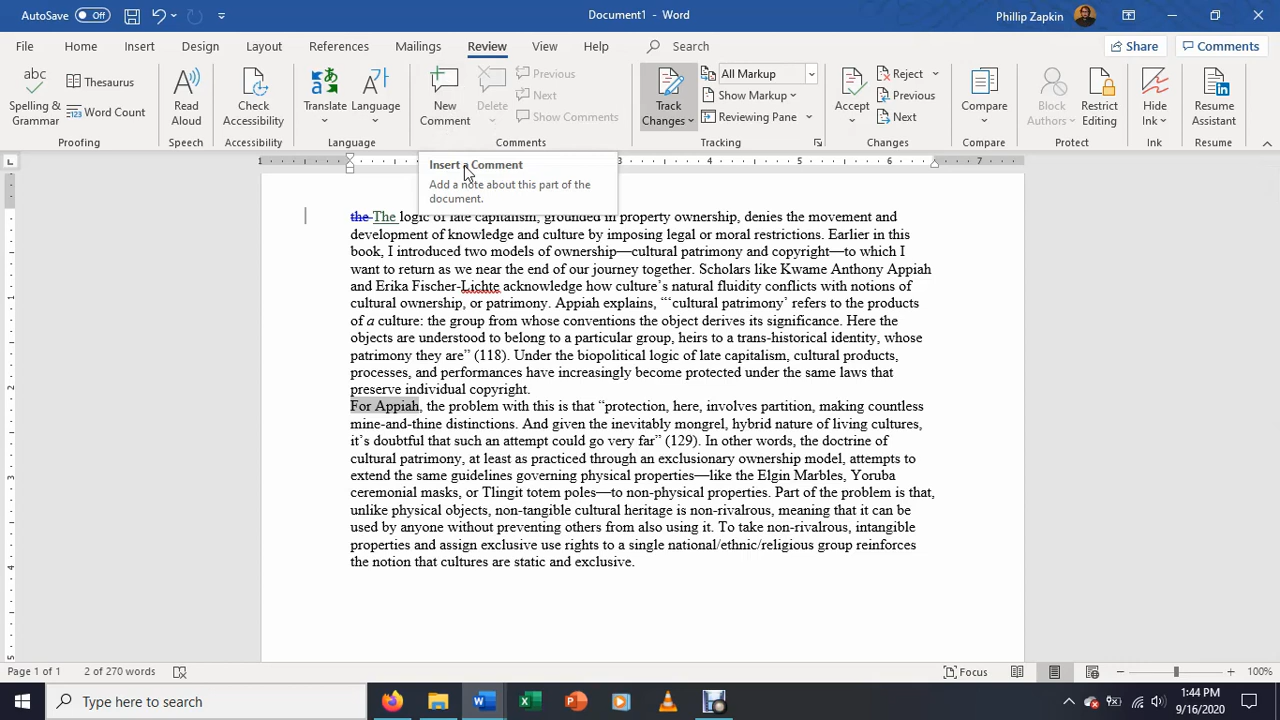 AutoSave Off
Document1 - Word
Phillip Zapkin
File Home Insert Design Layout References Mailings Review View Help Search
Share Comments
Spelling & Grammar
Thesaurus
Word Count
Read Aloud
Check Accessibility
Translate
Language
New Comment
Delete
Previous
Next
Show Comments
Track Changes
All Markup
Show Markup
Reviewing Pane
Accept
Reject
Previous
Next
Compare
Block Authors
Restrict Editing
Hide Ink
Resume Assistant
Proofing Speech Accessibility Language Comments Tracking Changes Compare Protect Ink Resume
Insert a Comment
Add a note about this part of the
document.
the The logic of late capitalism, grounded in property ownership, denies the movement and
development of knowledge and culture by imposing legal or moral restrictions. Earlier in this
book, I introduced two models of ownership—cultural patrimony and copyright—to which I
want to return as we near the end of our journey together. Scholars like Kwame Anthony Appiah
and Erika Fischer-Lichte acknowledge how culture’s natural fluidity conflicts with notions of
cultural ownership, or patrimony. Appiah explains, “‘cultural patrimony’ refers to the products
of a culture: the group from whose conventions the object derives its significance. Here the
objects are understood to belong to a particular group, heirs to a trans-historical identity, whose
patrimony they are” (118). Under the biopolitical logic of late capitalism, cultural products,
processes, and performances have increasingly become protected under the same laws that
preserve individual copyright.
For Appiah, the problem with this is that “protection, here, involves partition, making countless
mine-and-thine distinctions. And given the inevitably mongrel, hybrid nature of living cultures,
it’s doubtful that such an attempt could go very far” (129). In other words, the doctrine of
cultural patrimony, at least as practiced through an exclusionary ownership model, attempts to
extend the same guidelines governing physical properties—like the Elgin Marbles, Yoruba
ceremonial masks, or Tlingit totem poles—to non-physical properties. Part of the problem is that,
unlike physical objects, non-tangible cultural heritage is non-rivalrous, meaning that it can be
used by anyone without preventing others from also using it. To take non-rivalrous, intangible
properties and assign exclusive use rights to a single national/ethnic/religious group reinforces
the notion that cultures are static and exclusive.
Page 1 of 1 2 of 270 words
Focus
100%
Type here to search
1:44 PM
9/16/2020